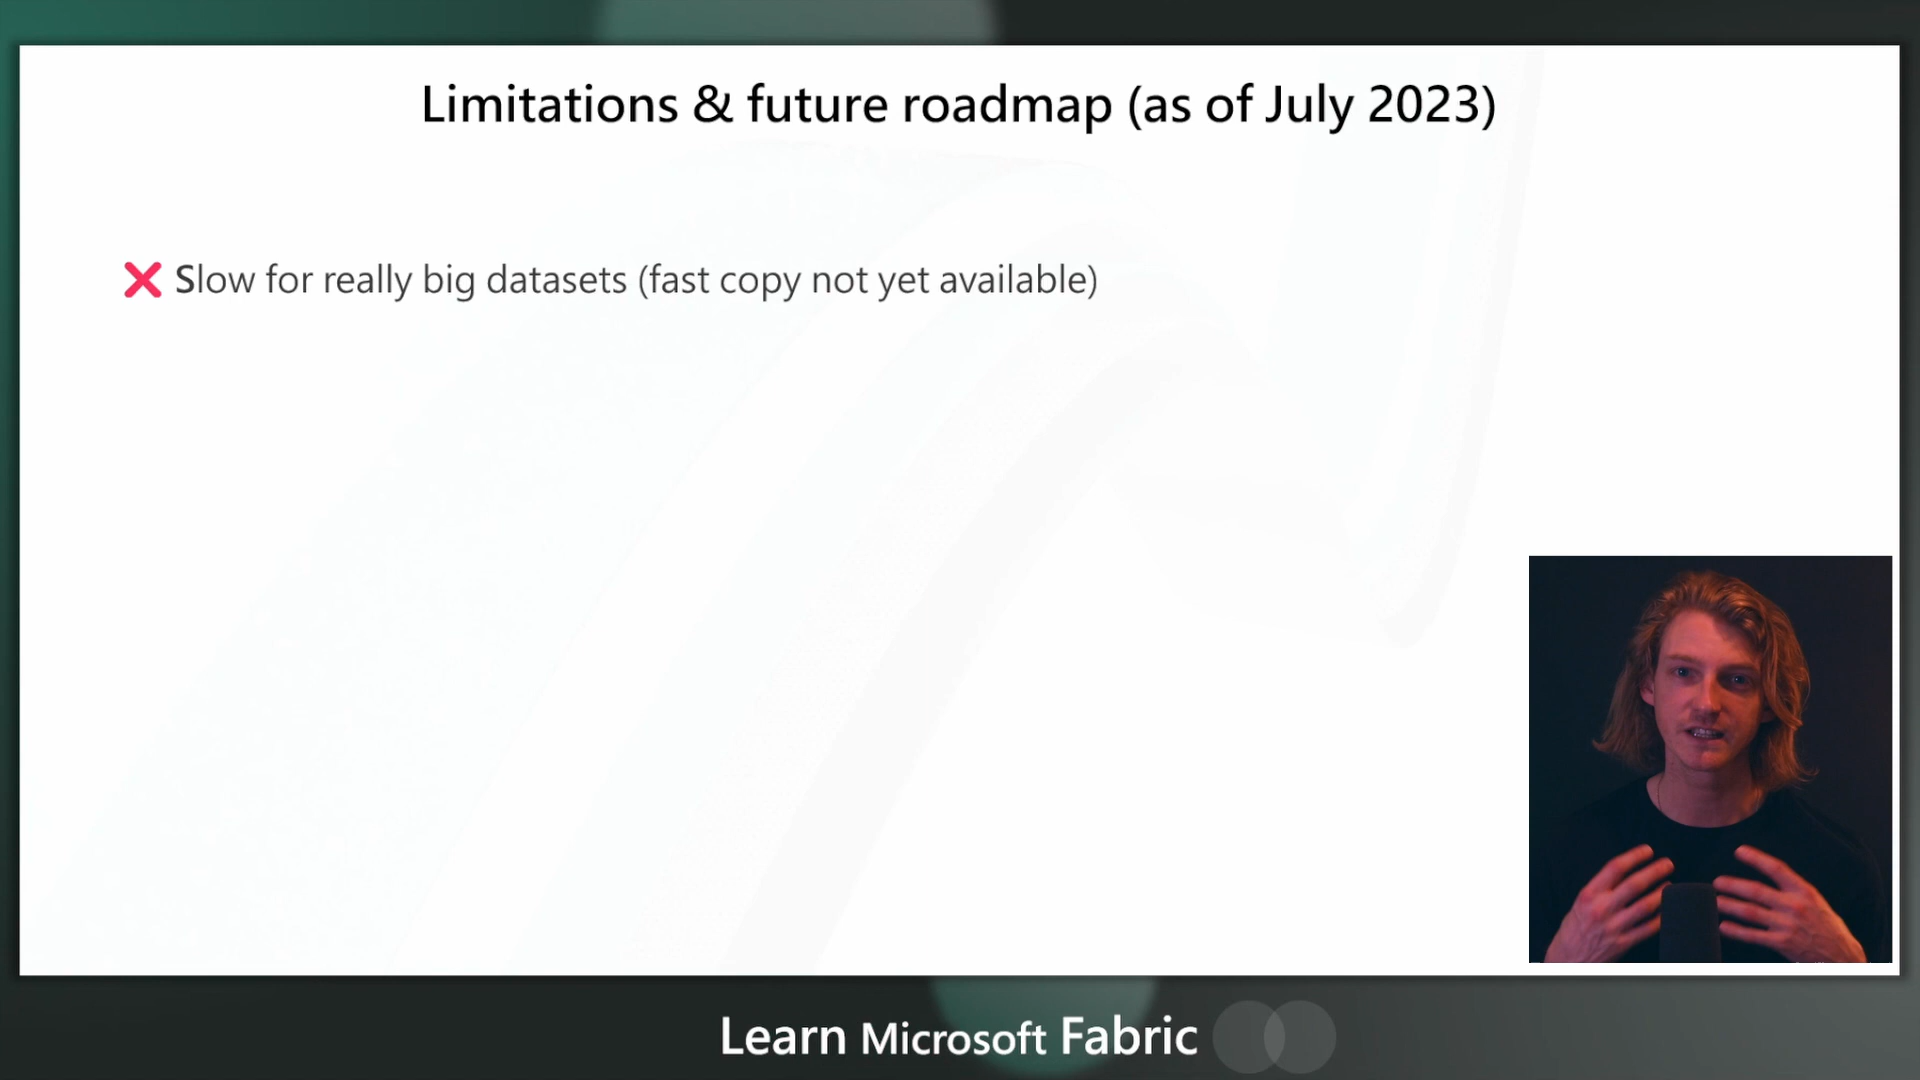 Limitations & future roadmap (as of July 2023)
❌ Slow for really big datasets (fast copy not yet available)
Learn Microsoft Fabric